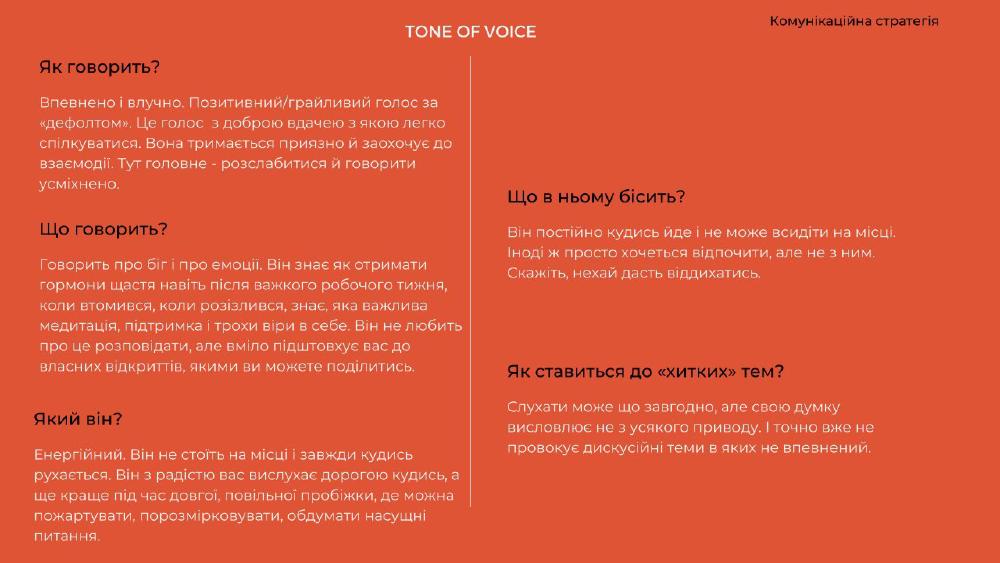 Комунікаційна стратегія
TONE OF VOICE
Як говорить?
Впевнено і влучно. Позитивний/грайливий голос за
«дефолтом». Це голос з доброю вдачею з якою легко
спілкуватися. Вона тримається приязно й заохочує до
взаємодії. Тут головне - розслабитися й говорити
усміхнено.
Що говорить?
Говорить про біг і про емоції. Він знає як отримати
гормони щастя навіть після важкого робочого тижня,
коли втомився, коли розізлився, знає, яка важлива
медитація, підтримка і трохи віри в себе. Він не любить
про це розповідати, але вміло підштовхує вас до
власних відкриттів, якими ви можете поділитись.
Який він?
Енергійний. Він не стоїть на місці і завжди кудись
рухається. Він з радістю вас вислухає дорогою кудись, а
ще краще під час довгої, повільної пробіжки, де можна
пожартувати, порозмірковувати, обдумати насущні
питання.
Що в ньому бісить?
Він постійно кудись йде і не може всидіти на місці.
Іноді ж просто хочеться відпочити, але не з ним.
Скажіть, нехай дасть віддихатись.
Як ставиться до «хитких» тем?
Слухати може що завгодно, але свою думку
висловлює не з усякого приводу. І точно вже не
провокує дискусійні теми в яких не впевнений.